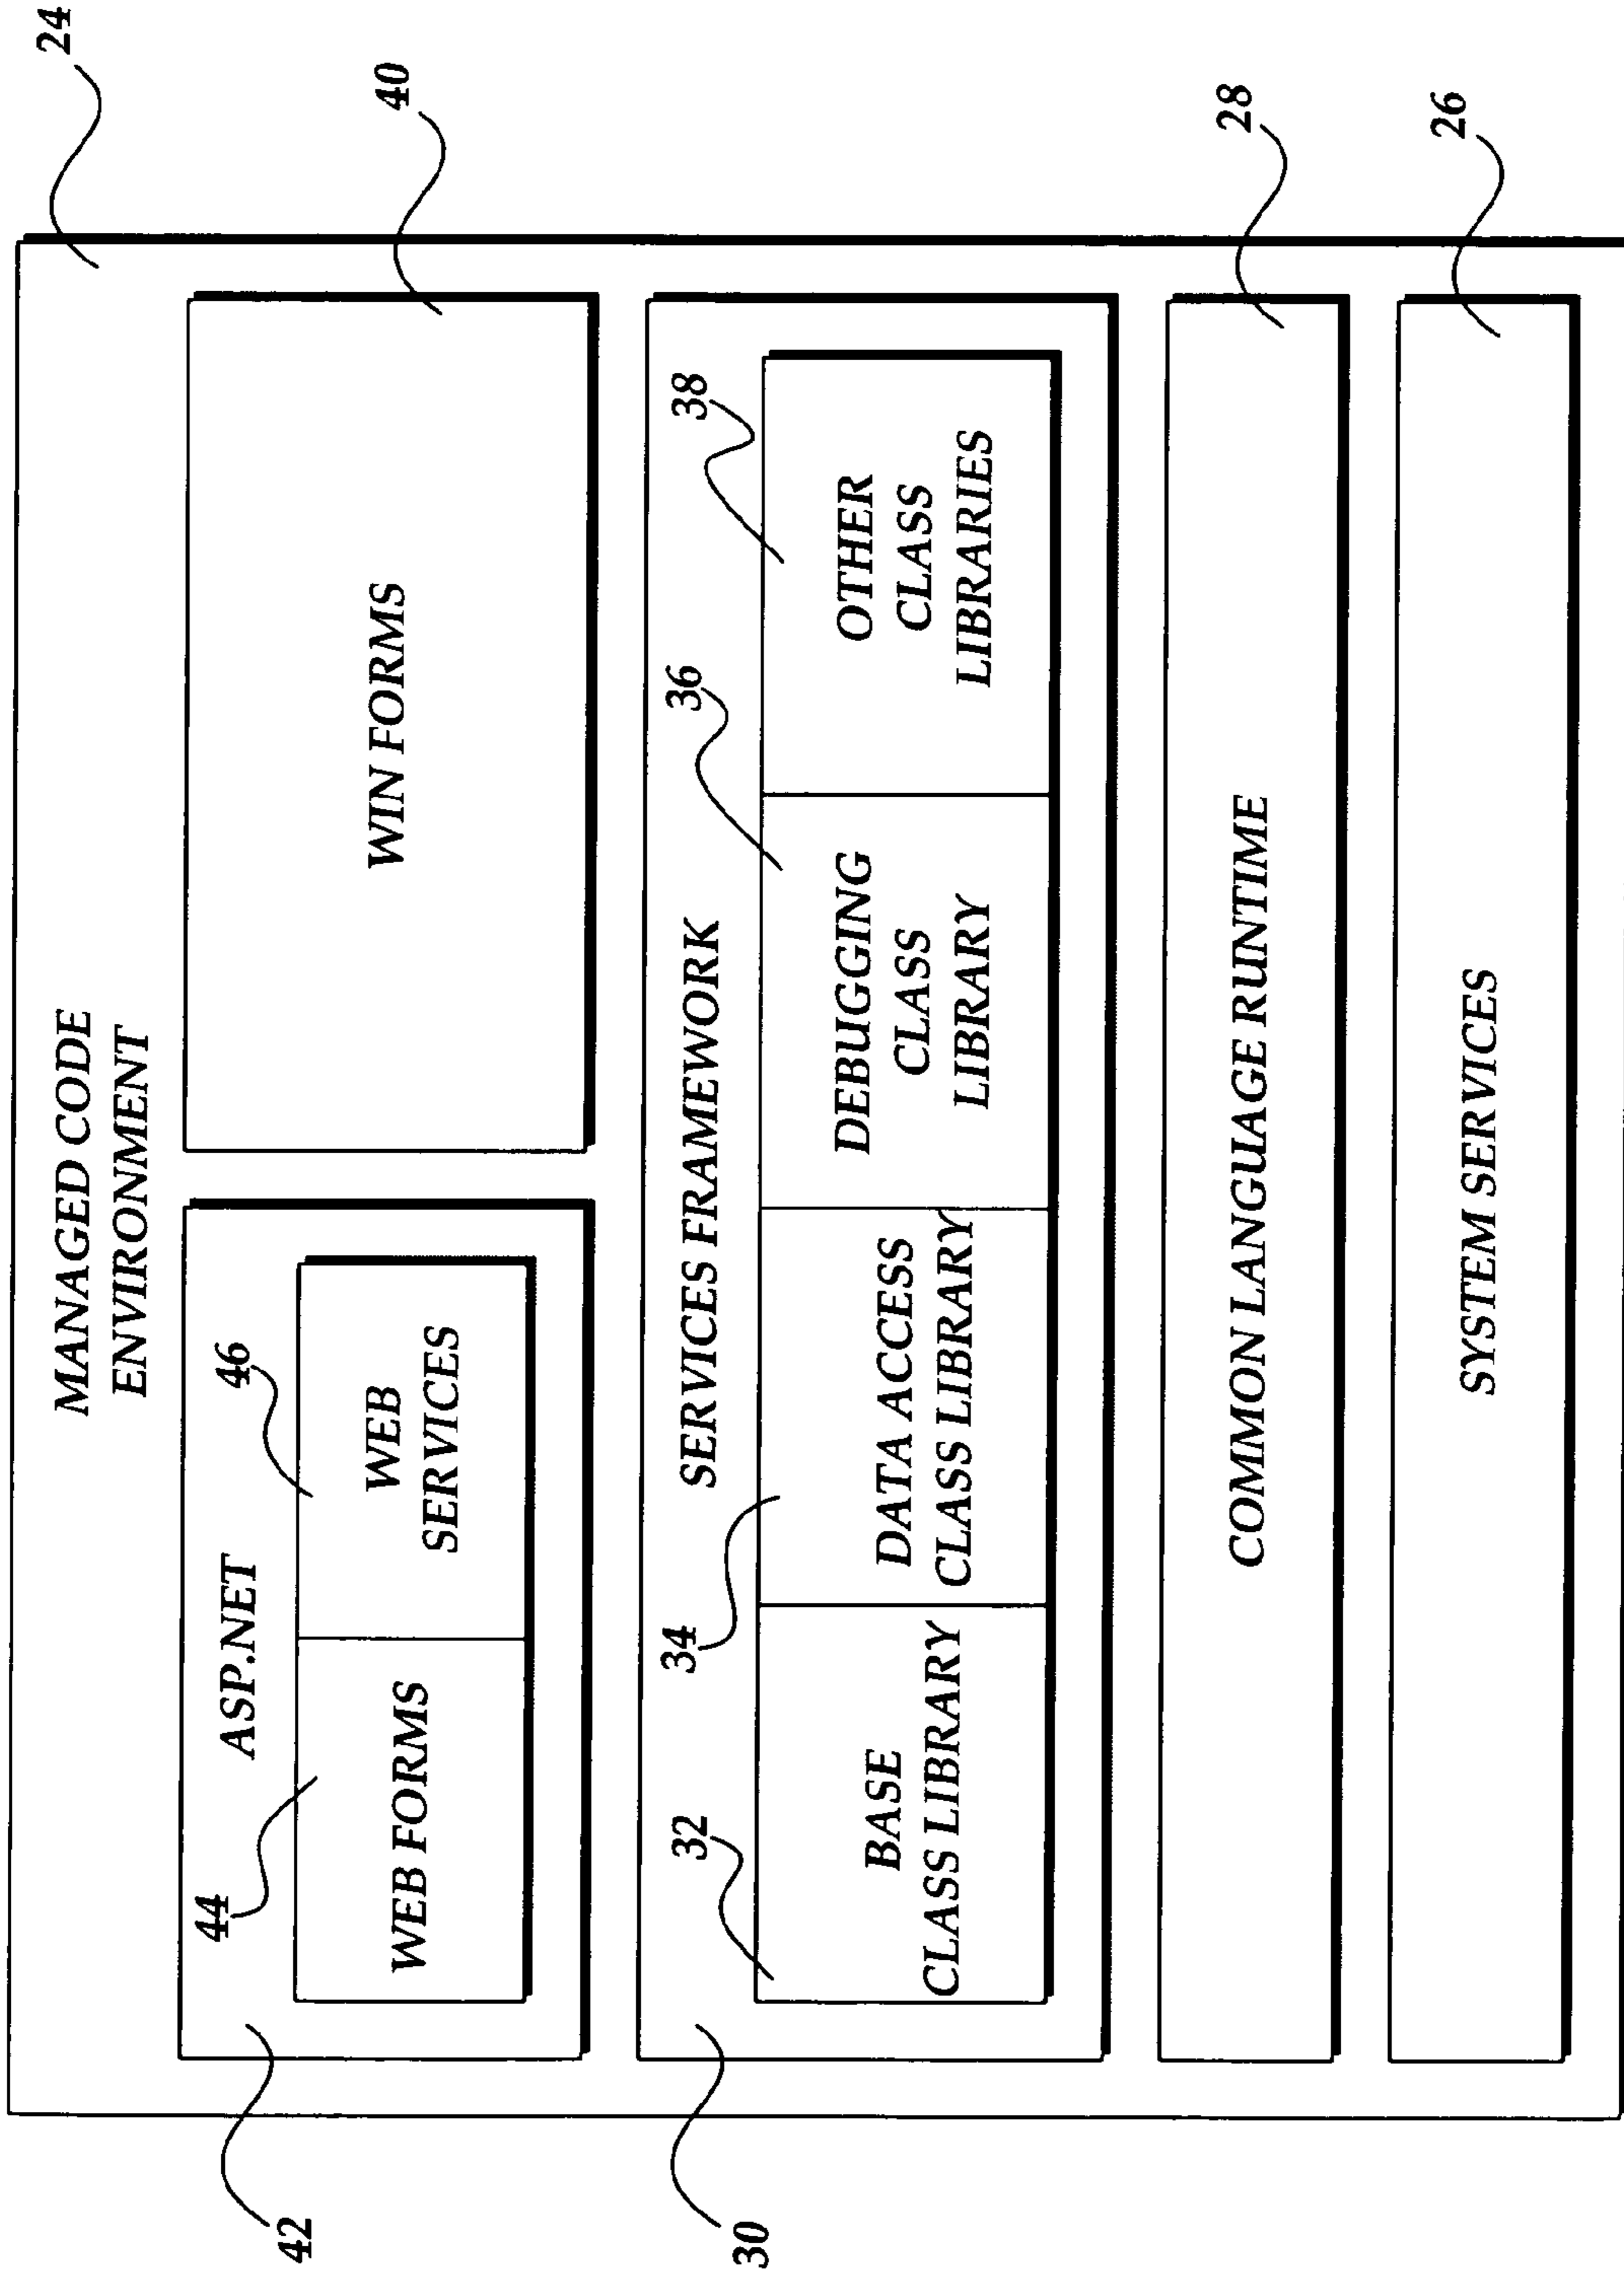 24
MANAGED CODE
ENVIRONMENT
42
44
ASP.NET
46
WEB FORMS
WEB
SERVICES
WIN FORMS
40
30
SERVICES FRAMEWORK
32
34
36
38
BASE
CLASS LIBRARY
DATA ACCESS
CLASS LIBRARY
DEBUGGING
CLASS
LIBRARY
OTHER
CLASS
LIBRARIES
COMMON LANGUAGE RUNTIME
28
SYSTEM SERVICES
26